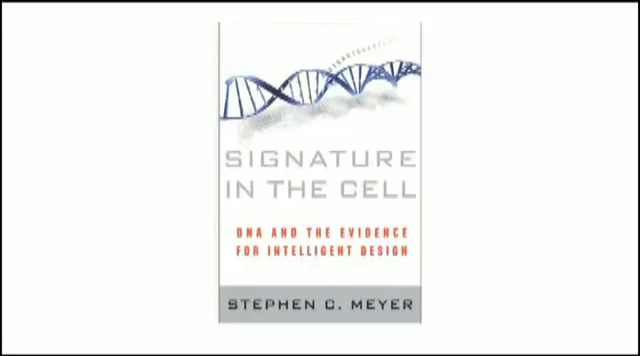 SIGNATURE
IN THE CELL
DNA AND THE EVIDENCE
FOR INTELLIGENT DESIGN
STEPHEN C. MEYER